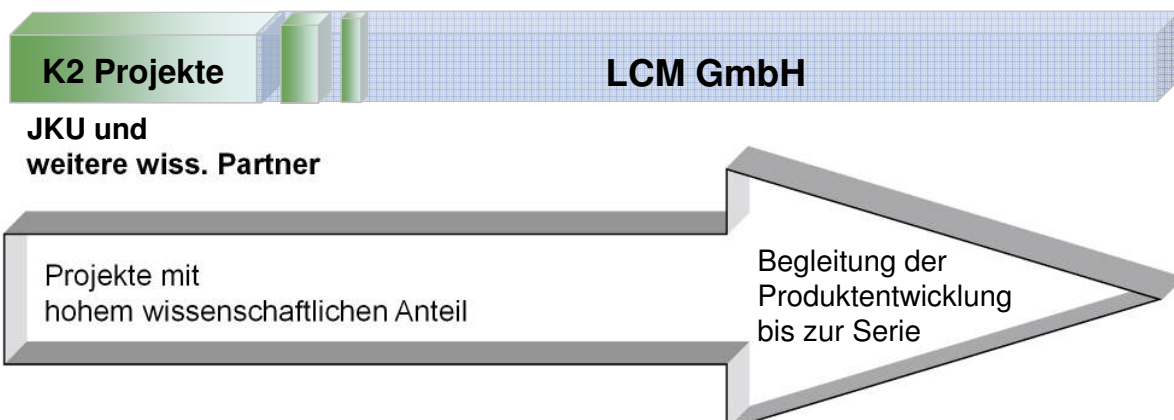 K2 Projekte
LCM GmbH
JKU und
weitere wiss. Partner
Projekte mit
hohem wissenschaftlichen Anteil
Begleitung der
Produktentwicklung
bis zur Serie